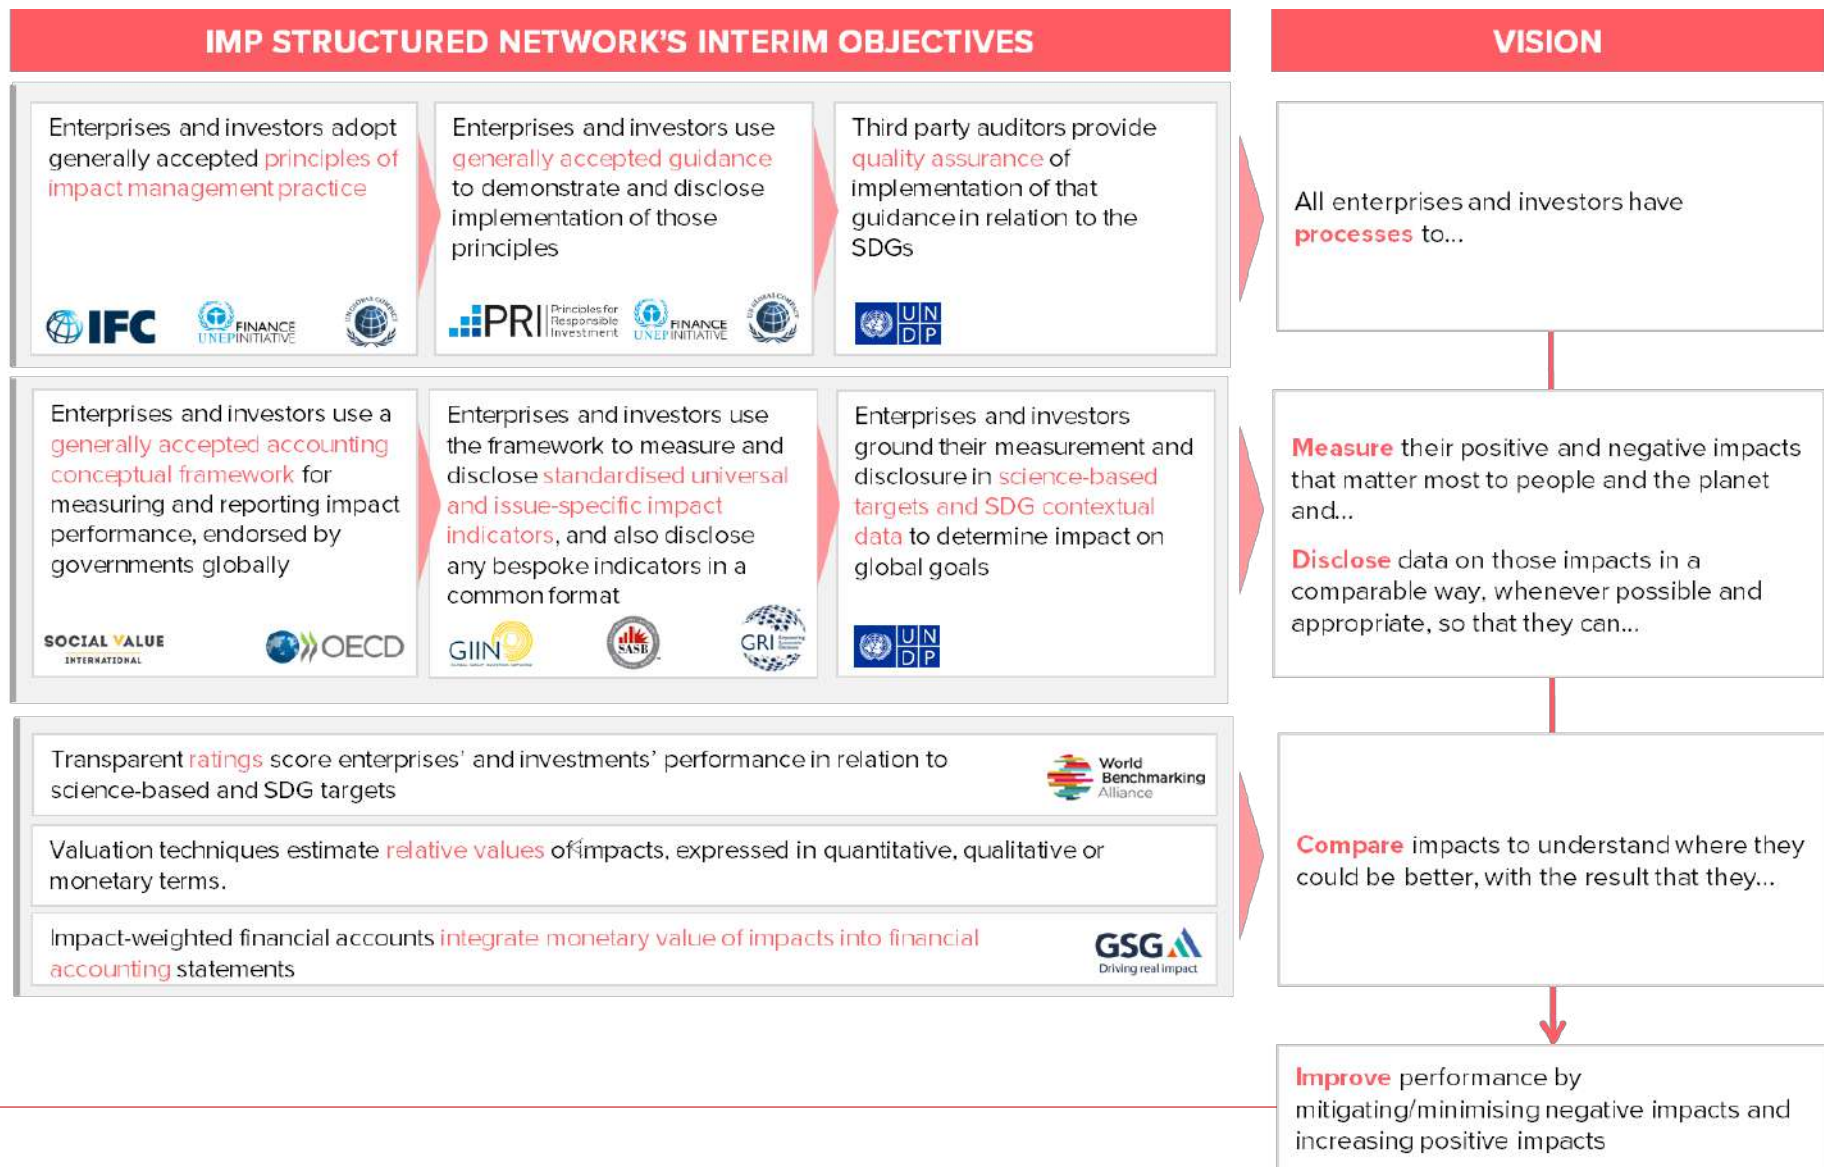 IMP STRUCTURED NETWORK'S INTERIM OBJECTIVES
VISION
Enterprises and investors adopt
generally accepted principles of
impact management practice
IFC
FINANCE
UNEP INITIATIVE
Enterprises and investors use
generally accepted guidance
to demonstrate and disclose
implementation of those
principles
PRI
Principles for
Responsible
Investment
FINANCE
UNEP INITIATIVE
Third party auditors provide
quality assurance of
implementation of that
guidance in relation to the
SDGs
UN
DP
All enterprises and investors have
processes to...
Enterprises and investors use a
generally accepted accounting
conceptual framework for
measuring and reporting impact
performance, endorsed by
governments globally
SOCIAL VALUE
INTERNATIONAL
OECD
Enterprises and investors use
the framework to measure and
disclose standardised universal
and issue-specific impact
indicators, and also disclose
any bespoke indicators in a
common format
GIIN
SASB
GRI
Enterprises and investors
ground their measurement and
disclosure in science-based
targets and SDG contextual
data to determine impact on
global goals
UN
DP
Measure their positive and negative impacts
that matter most to people and the planet
and...
Disclose data on those impacts in a
comparable way, whenever possible and
appropriate, so that they can...
Transparent ratings score enterprises' and investments' performance in relation to
science-based and SDG targets
World
Benchmarking
Alliance
Valuation techniques estimate relative values of impacts, expressed in quantitative, qualitative or
monetary terms.
Impact-weighted financial accounts integrate monetary value of impacts into financial
accounting statements
GSG
Driving real impact
Compare impacts to understand where they
could be better, with the result that they...
Improve performance by
mitigating/minimising negative impacts and
increasing positive impacts